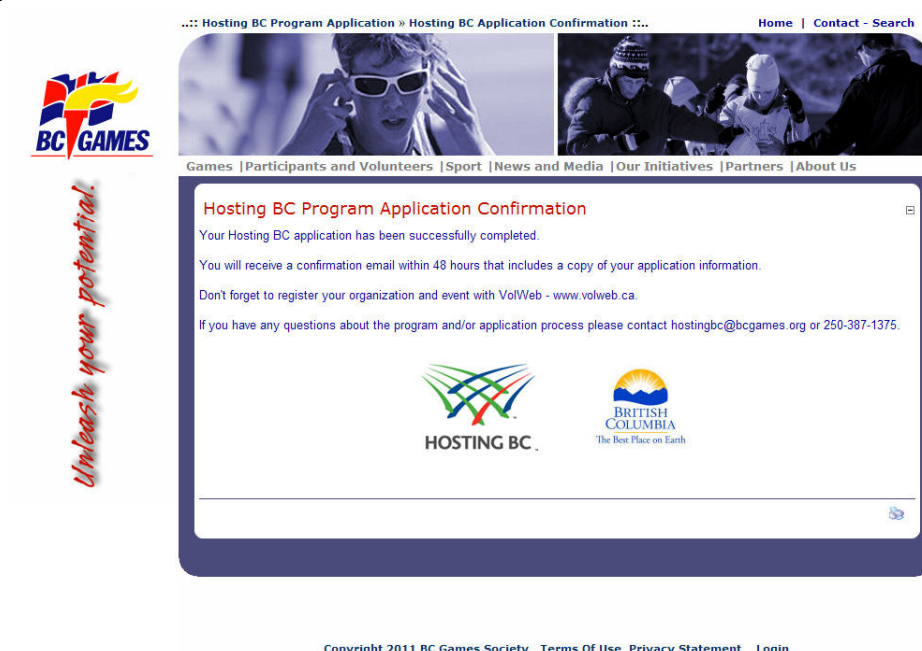 ..:: Hosting BC Program Application » Hosting BC Application Confirmation ::..
Home | Contact - Search
BC GAMES
Unleash your potential.
Games |Participants and Volunteers |Sport |News and Media |Our Initiatives |Partners |About Us
Hosting BC Program Application Confirmation
Your Hosting BC application has been successfully completed.
You will receive a confirmation email within 48 hours that includes a copy of your application information.
Don't forget to register your organization and event with VolWeb - www.volweb.ca.
If you have any questions about the program and/or application process please contact hostingbc@bcgames.org or 250-387-1375.
HOSTING BC ™
BRITISH
COLUMBIA
The Best Place on Earth
Copyright 2011 BC Games Society Terms Of Use Privacy Statement Login